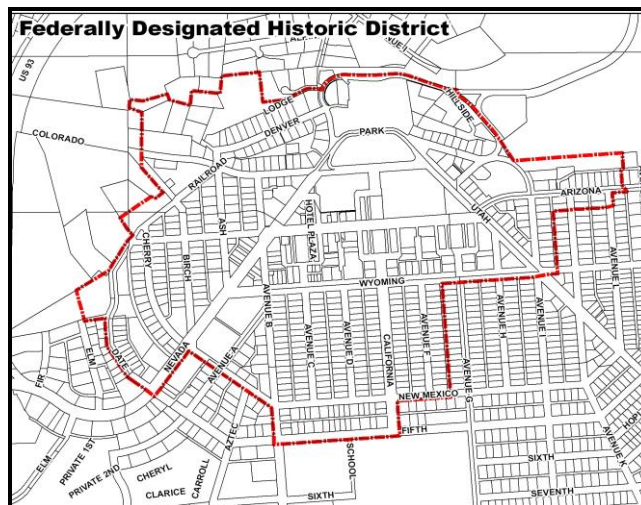 Federally Designated Historic District
US 93
AVENUE I
LODGE
HILLSIDE
DENVER
PARK
COLORADO
RAILROAD
ARIZONA
UTAH
ASH
HOTEL PLAZA
CHERRY
BIRCH
AVENUE L
WYOMING
AVENUE B
AVENUE C
AVENUE D
CALIFORNIA
AVENUE F
AVENUE G
AVENUE H
AVENUE I
NEVADA
AVENUE A
DATE
ELM
FIR
NEW MEXICO
FIFTH
AVENUE K
AZTEC
SCHOOL
SIXTH
ELM
PRIVATE 1ST
PRIVATE 2ND
CHERYL
CARROLL
CLARICE
SIXTH
SEVENTH